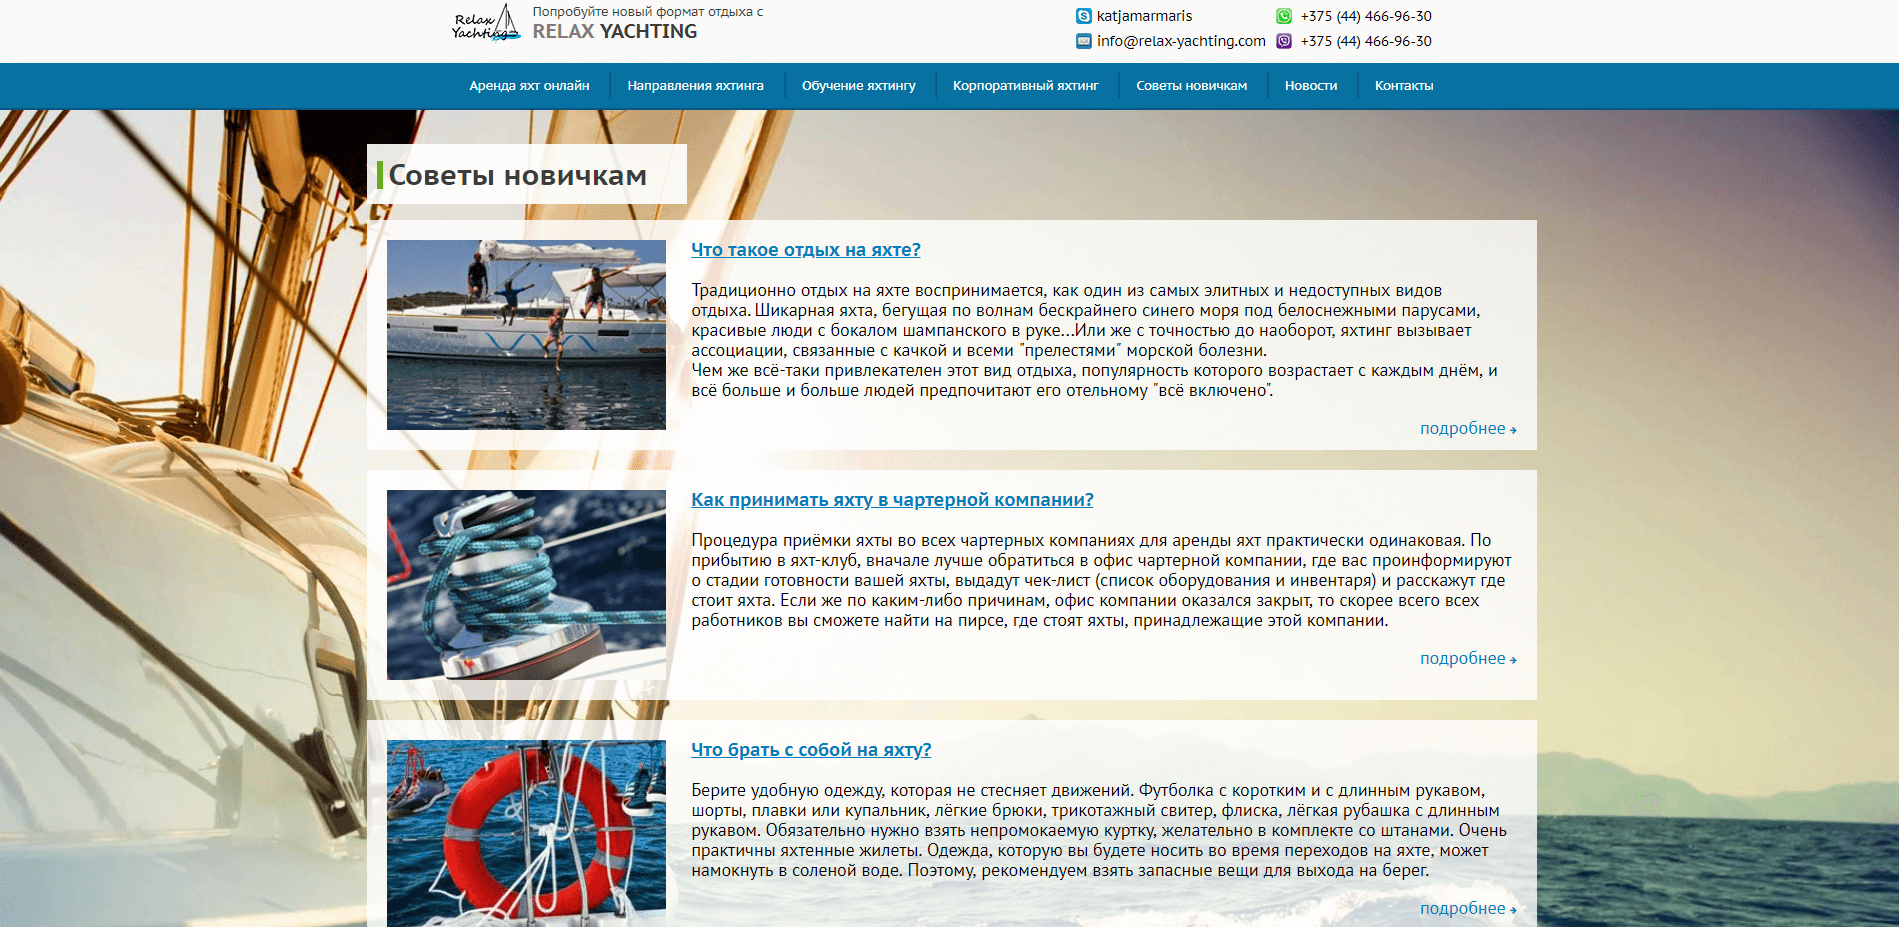 Relax
Yachting
Попробуйте новый формат отдыха с
RELAX YACHTING
katjamarmaris
+375 (44) 466-96-30
info@relax-yachting.com
+375 (44) 466-96-30
Аренда яхт онлайн
Направления яхтинга
Обучение яхтингу
Корпоративный яхтинг
Советы новичкам
Новости
Контакты
Советы новичкам
Что такое отдых на яхте?
Традиционно отдых на яхте воспринимается, как один из самых элитных и недоступных видов
отдыха. Шикарная яхта, бегущая по волнам бескрайнего синего моря под белоснежными парусами,
красивые люди с бокалом шампанского в руке...Или же с точностью до наоборот, яхтинг вызывает
ассоциации, связанные с качкой и всеми "прелестями" морской болезни.
Чем же всё-таки привлекателен этот вид отдыха, популярность которого возрастает с каждым днём, и
всё больше и больше людей предпочитают его отельному "всё включено".
подробнее
Как принимать яхту в чартерной компании?
Процедура приёмки яхты во всех чартерных компаниях для аренды яхт практически одинаковая. По
прибытию в яхт-клуб, вначале лучше обратиться в офис чартерной компании, где вас проинформируют
о стадии готовности вашей яхты, выдадут чек-лист (список оборудования и инвентаря) и расскажут где
стоит яхта. Если же по каким-либо причинам, офис компании оказался закрыт, то скорее всего всех
работников вы сможете найти на пирсе, где стоят яхты, принадлежащие этой компании.
подробнее
Что брать с собой на яхту?
Берите удобную одежду, которая не стесняет движений. Футболка с коротким и с длинным рукавом,
шорты, плавки или купальник, лёгкие брюки, трикотажный свитер, флиска, лёгкая рубашка с длинным
рукавом. Обязательно нужно взять непромокаемую куртку, желательно в комплекте со штанами. Очень
практичны яхтенные жилеты. Одежда, которую вы будете носить во время переходов на яхте, может
намокнуть в соленой воде. Поэтому, рекомендуем взять запасные вещи для выхода на берег.
подробнее